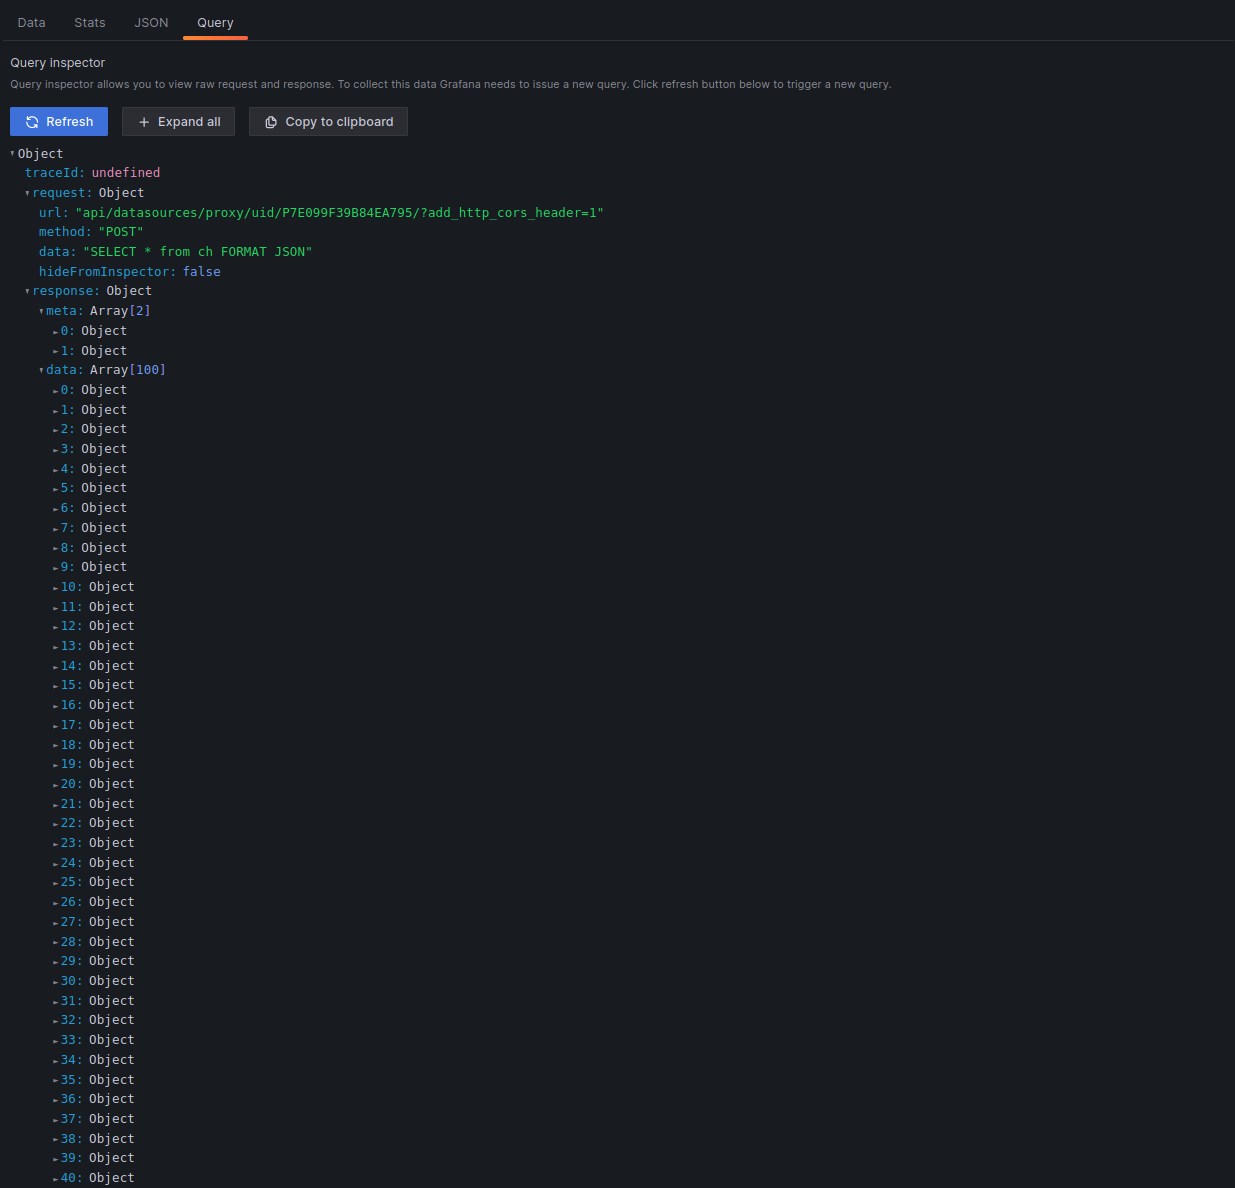 Data Stats JSON Query
Query inspector
Query inspector allows you to view raw request and response. To collect this data Grafana needs to issue a new query. Click refresh button below to trigger a new query.
Refresh Expand all Copy to clipboard
Object
traceId: undefined
request: Object
url: "api/datasources/proxy/uid/P7E099F39B84EA795/?add_http_cors_header=1"
method: "POST"
data: "SELECT * from ch FORMAT JSON"
hideFromInspector: false
response: Object
meta: Array[2]
0: Object
1: Object
data: Array[100]
0: Object
1: Object
2: Object
3: Object
4: Object
5: Object
6: Object
7: Object
8: Object
9: Object
10: Object
11: Object
12: Object
13: Object
14: Object
15: Object
16: Object
17: Object
18: Object
19: Object
20: Object
21: Object
22: Object
23: Object
24: Object
25: Object
26: Object
27: Object
28: Object
29: Object
30: Object
31: Object
32: Object
33: Object
34: Object
35: Object
36: Object
37: Object
38: Object
39: Object
40: Object